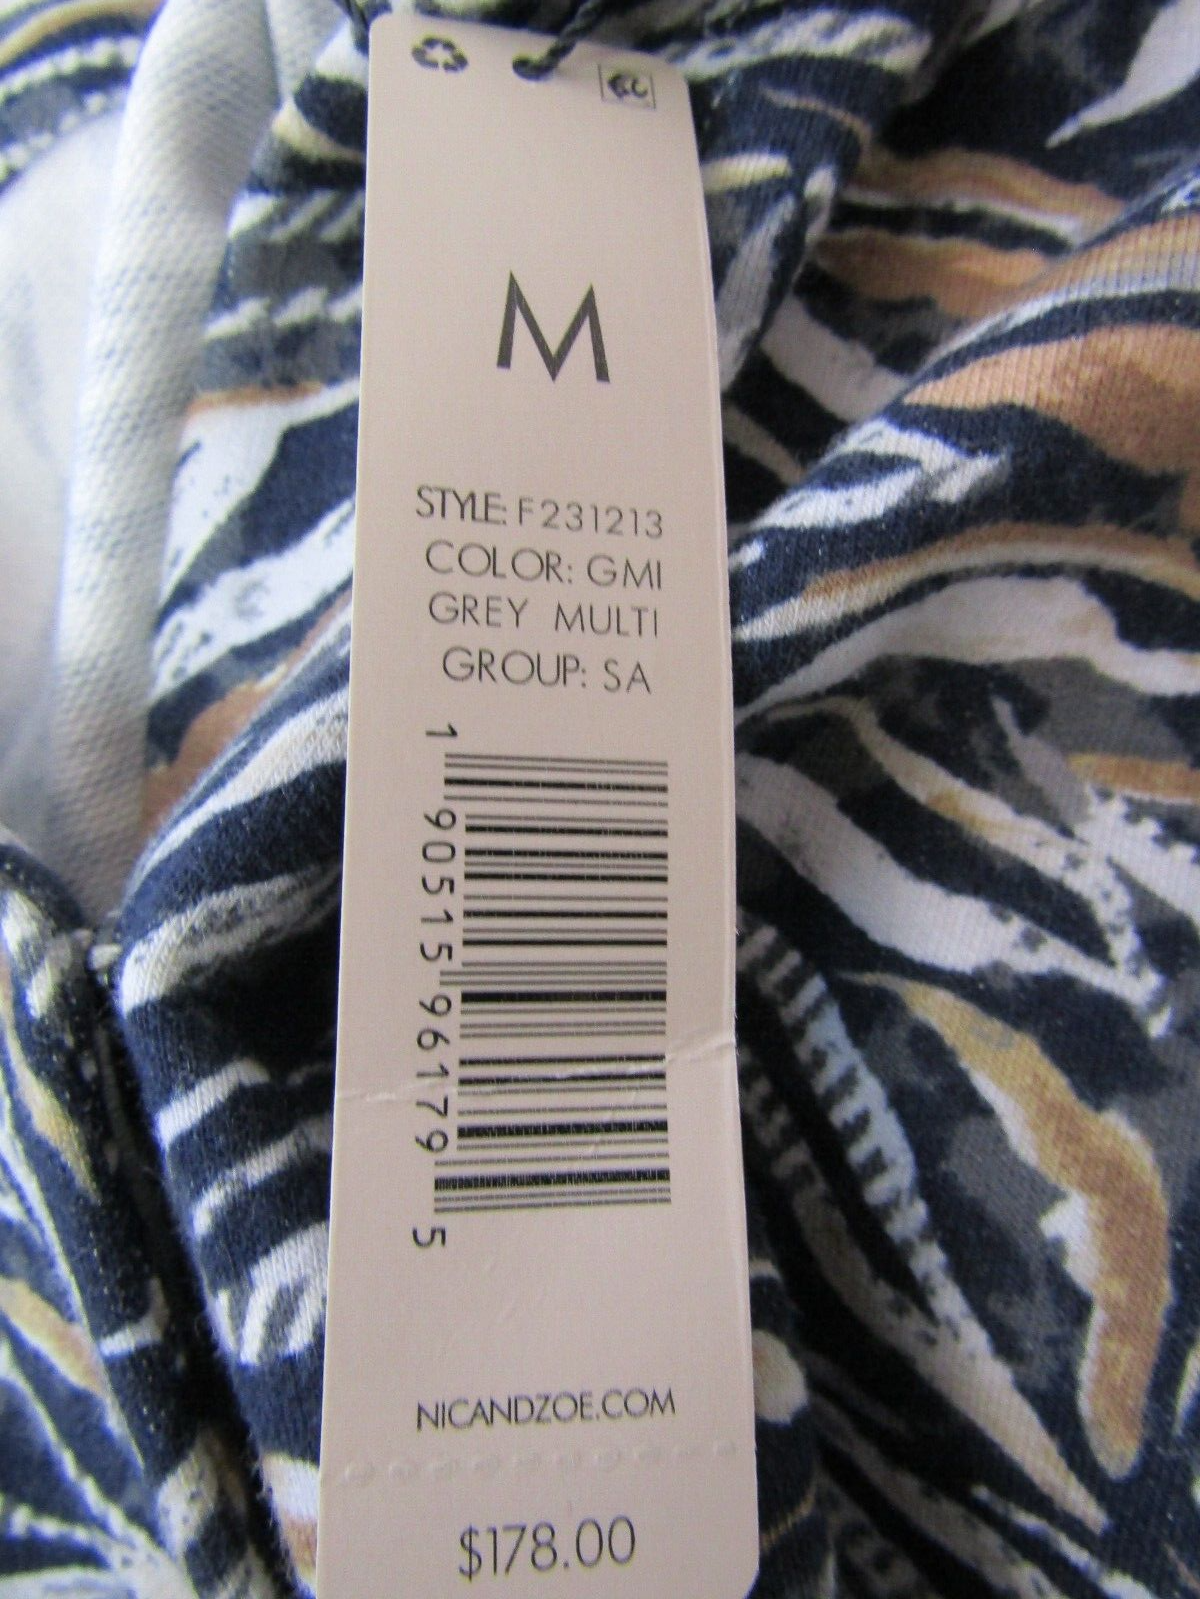 M
STYLE: F231213
COLOR: GMI
GREY MULTI
GROUP: SA
1 90515 96179 5
NICANDZOE.COM
$178.00